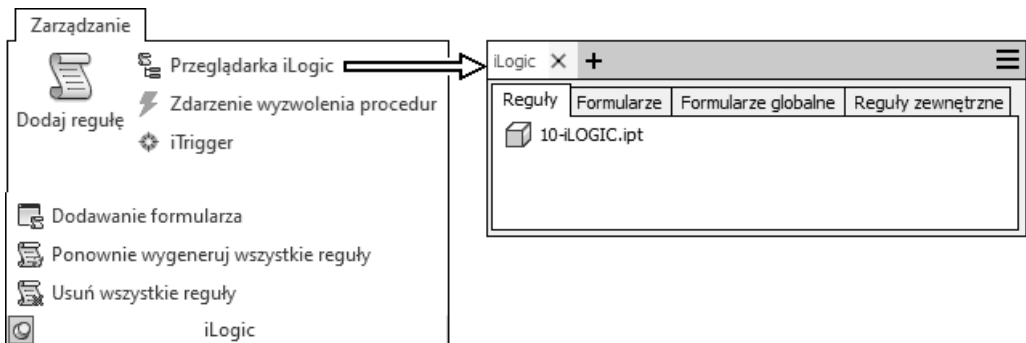 Zarządzanie
Dodaj regułę
Przeglądarka iLogic
Zdarzenie wyzwolenia procedur
iTrigger
Dodawanie formularza
Ponownie wygeneruj wszystkie reguły
Usuń wszystkie reguły
iLogic
iLogic
Reguły Formularze Formularze globalne Reguły zewnętrzne
10-iLOGIC.ipt